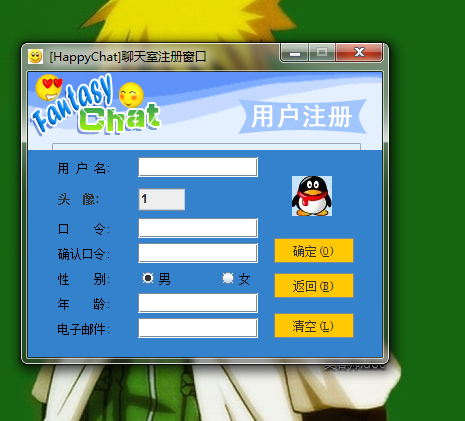 [HappyChat]聊天室注册窗口
Fantasy
Chat
用户注册
用 户 名:
头 像: 1
口 令:
确认口令:
确定(O)
性 别: 男 女
返回(B)
年 龄:
电子邮件:
清空(L)